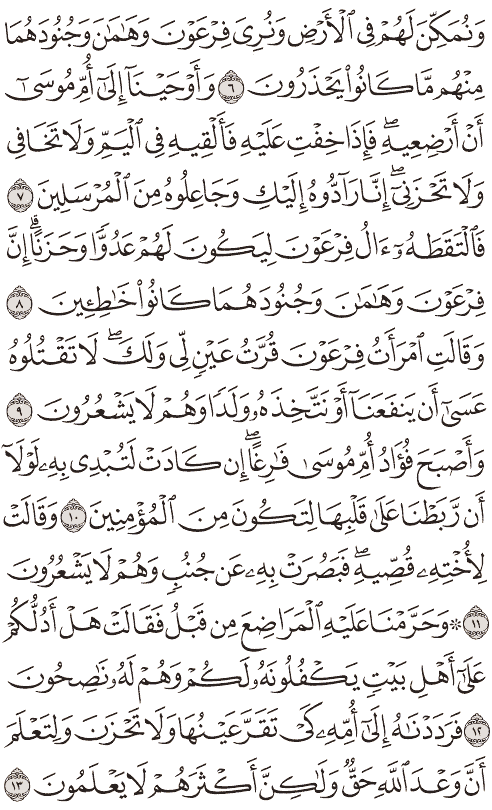 وَنُمَكِّنَ لَهُمۡ فِي ٱلۡأَرۡضِ وَنُرِيَ فِرۡعَوۡنَ وَهَٰمَٰنَ وَجُنُودَهُمَا
مِنۡهُم مَّا كَانُواْ يَحۡذَرُونَ ٦ وَأَوۡحَيۡنَآ إِلَىٰٓ أُمِّ مُوسَىٰٓ
أَنۡ أَرۡضِعِيهِۖ فَإِذَا خِفۡتِ عَلَيۡهِ فَأَلۡقِيهِ فِي ٱلۡيَمِّ وَلَا تَخَافِي
وَلَا تَحۡزَنِيٓۖ إِنَّا رَآدُّوهُ إِلَيۡكِ وَجَاعِلُوهُ مِنَ ٱلۡمُرۡسَلِينَ ٧
فَٱلۡتَقَطَهُۥٓ ءَالُ فِرۡعَوۡنَ لِيَكُونَ لَهُمۡ عَدُوّٗا وَحَزَنًاۗ إِنَّ
فِرۡعَوۡنَ وَهَٰمَٰنَ وَجُنُودَهُمَا كَانُواْ خَٰطِـِٔينَ ٨
وَقَالَتِ ٱمۡرَأَتُ فِرۡعَوۡنَ قُرَّتُ عَيۡنٖ لِّي وَلَكَۖ لَا تَقۡتُلُوهُ
عَسَىٰٓ أَن يَنفَعَنَآ أَوۡ نَتَّخِذَهُۥ وَلَدٗا وَهُمۡ لَا يَشۡعُرُونَ ٩
وَأَصۡبَحَ فُؤَادُ أُمِّ مُوسَىٰ فَٰرِغًاۖ إِن كَادَتۡ لَتُبۡدِي بِهِۦ لَوۡلَآ
أَن رَّبَطۡنَا عَلَىٰ قَلۡبِهَا لِتَكُونَ مِنَ ٱلۡمُؤۡمِنِينَ ١٠ وَقَالَتۡ
لِأُخۡتِهِۦ قُصِّيهِۖ فَبَصُرَتۡ بِهِۦ عَن جُنُبٖ وَهُمۡ لَا يَشۡعُرُونَ
١١ ۞ وَحَرَّمۡنَا عَلَيۡهِ ٱلۡمَرَاضِعَ مِن قَبۡلُ فَقَالَتۡ هَلۡ أَدُلُّكُمۡ
عَلَىٰٓ أَهۡلِ بَيۡتٖ يَكۡفُلُونَهُۥ لَكُمۡ وَهُمۡ لَهُۥ نَٰصِحُونَ
١٢ فَرَدَدۡنَٰهُ إِلَىٰٓ أُمِّهِۦ كَيۡ تَقَرَّ عَيۡنُهَا وَلَا تَحۡزَنَ وَلِتَعۡلَمَ
أَنَّ وَعۡدَ ٱللَّهِ حَقّٞ وَلَٰكِنَّ أَكۡثَرَهُمۡ لَا يَعۡلَمُونَ ١٣